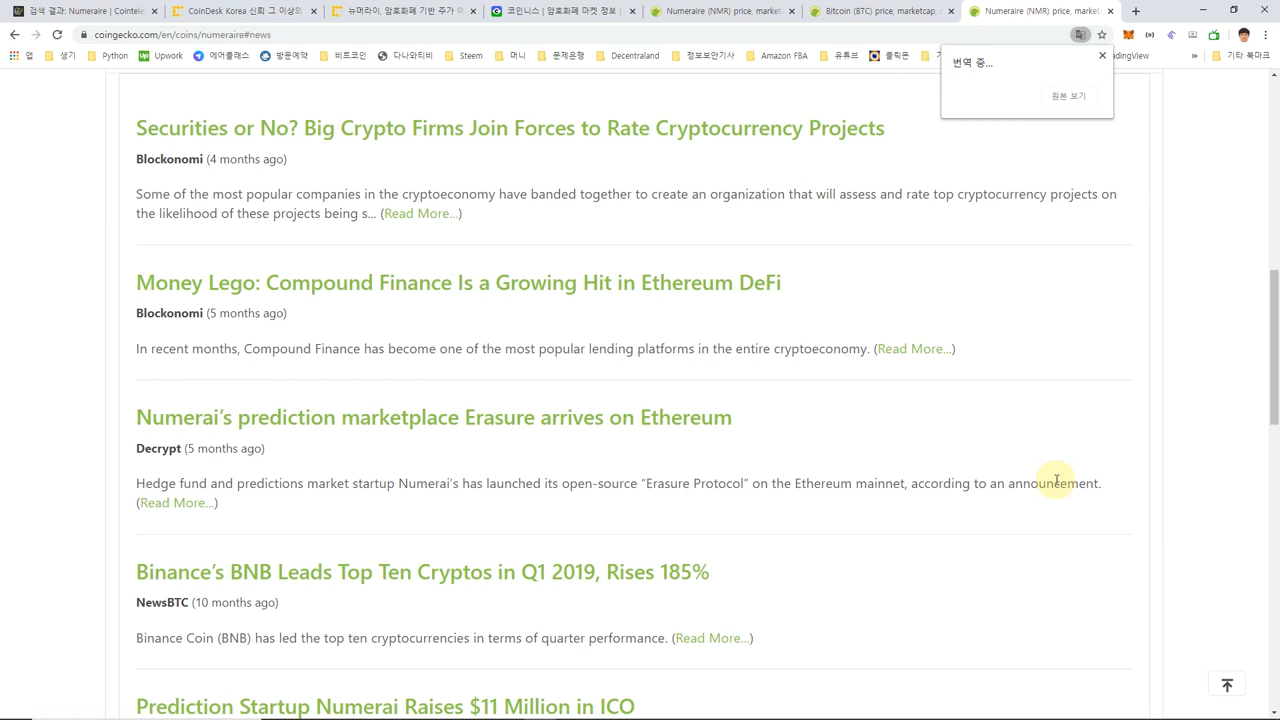 검색 결과: Numeraire | Cointele
CoinDesk Korea 신뢰 그 이상의
뉴머라이, 암호화폐 기반 주가 예
코인니스 | 암호화폐 마켓 정보 |
Numeraire (NMR) price, market
Bitcoin (BTC) price, marketcap,
Numeraire (NMR) price, market
coingecko.com/en/coins/numeraire#news
앱
생기
Python
Upwork
에어클래스
방문예약
비트코인
다나와티비
Steem
머니
문제은행
Decentraland
정보보안기사
Amazon FBA
유튜브
클릭몬
adingView
»
기타 북마크
번역 중...
원본 보기
Securities or No? Big Crypto Firms Join Forces to Rate Cryptocurrency Projects
Blockonomi (4 months ago)
Some of the most popular companies in the cryptoeconomy have banded together to create an organization that will assess and rate top cryptocurrency projects on
the likelihood of these projects being s... (Read More...)
Money Lego: Compound Finance Is a Growing Hit in Ethereum DeFi
Blockonomi (5 months ago)
In recent months, Compound Finance has become one of the most popular lending platforms in the entire cryptoeconomy. (Read More...)
Numerai's prediction marketplace Erasure arrives on Ethereum
Decrypt (5 months ago)
Hedge fund and predictions market startup Numerai's has launched its open-source “Erasure Protocol” on the Ethereum mainnet, according to an announcement.
(Read More...)
Binance’s BNB Leads Top Ten Cryptos in Q1 2019, Rises 185%
NewsBTC (10 months ago)
Binance Coin (BNB) has led the top ten cryptocurrencies in terms of quarter performance. (Read More...)
Prediction Startup Numerai Raises $11 Million in ICO